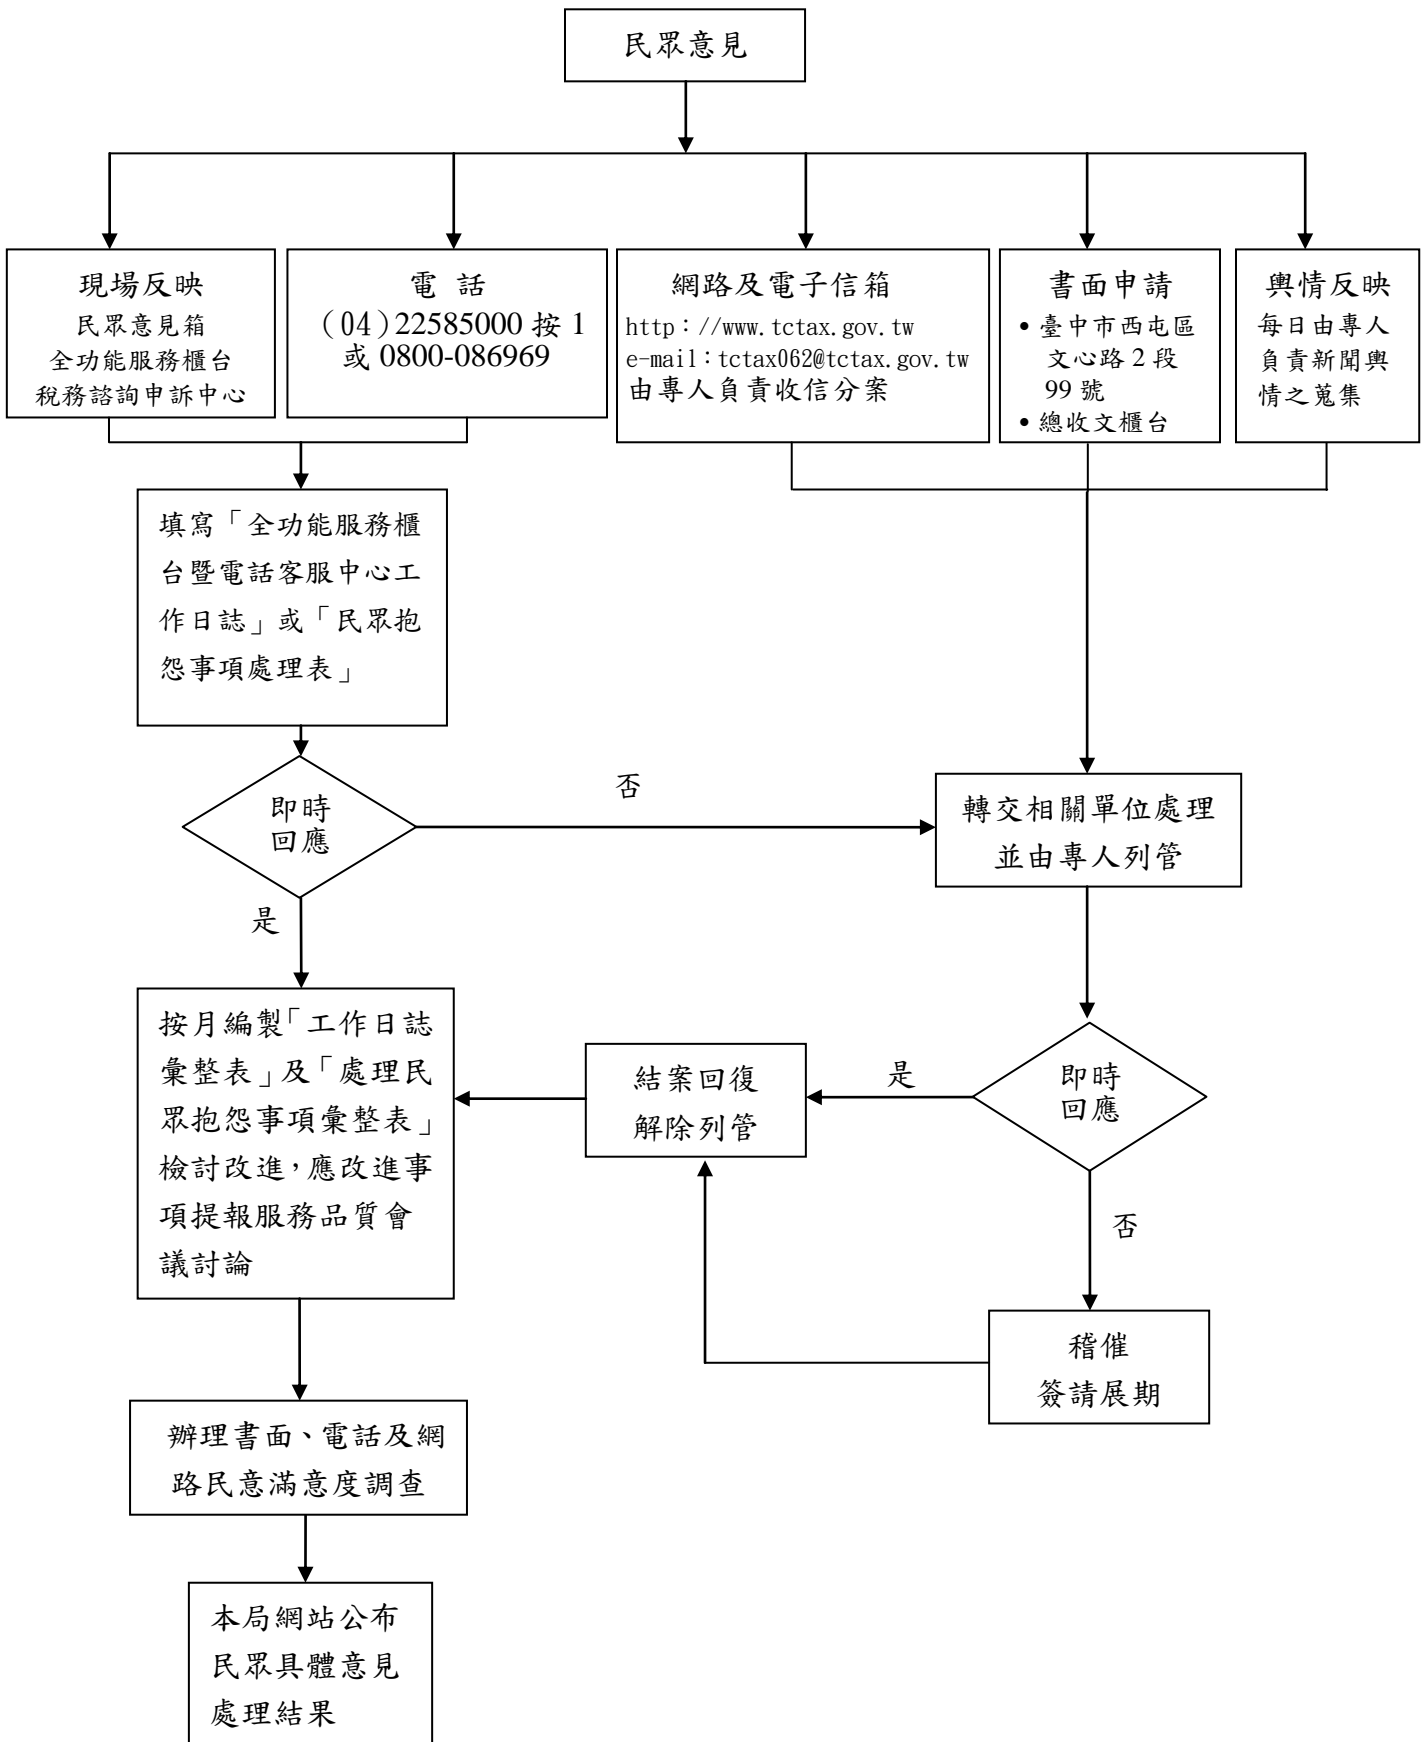 民眾意見
現場反映
民眾意見箱
全功能服務櫃台
稅務諮詢申訴中心
電 話
（04）22585000 按 1
或 0800-086969
網路及電子信箱
http：//www.tctax.gov.tw
e-mail：tctax062@tctax.gov.tw
由專人負責收信分案
書面申請
• 臺中市西屯區
文心路 2 段
99 號
• 總收文櫃台
輿情反映
每日由專人
負責新聞輿
情之蒐集
填寫「全功能服務櫃
台暨電話客服中心工
作日誌」或「民眾抱
怨事項處理表」
即時
回應
否
轉交相關單位處理
並由專人列管
是
按月編製「工作日誌
彙整表」及「處理民
眾抱怨事項彙整表」
檢討改進，應改進事
項提報服務品質會
議討論
結案回復
解除列管
是
即時
回應
否
稽催
簽請展期
辦理書面、電話及網
路民意滿意度調查
本局網站公布
民眾具體意見
處理結果